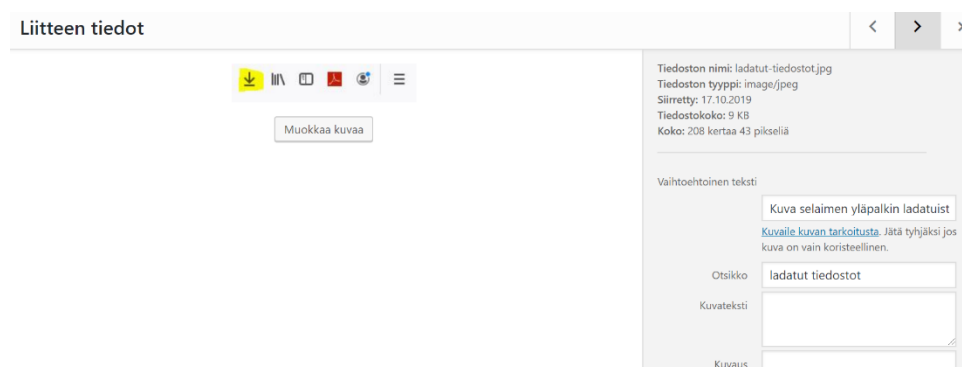 Liitteen tiedot
Muokkaa kuvaa
Tiedoston nimi: ladatut-tiedostot.jpg
Tiedoston tyyppi: image/jpeg
Siirretty: 17.10.2019
Tiedostokoko: 9 KB
Koko: 208 kertaa 43 pikseliä
Vaihtoehtoinen teksti
Kuva selaimen yläpalkin ladatuist
Kuvaile kuvan tarkoitusta. Jätä tyhjäksi jos
kuva on vain koristeellinen.
Otsikko ladatut tiedostot
Kuvateksti
Kuvaus